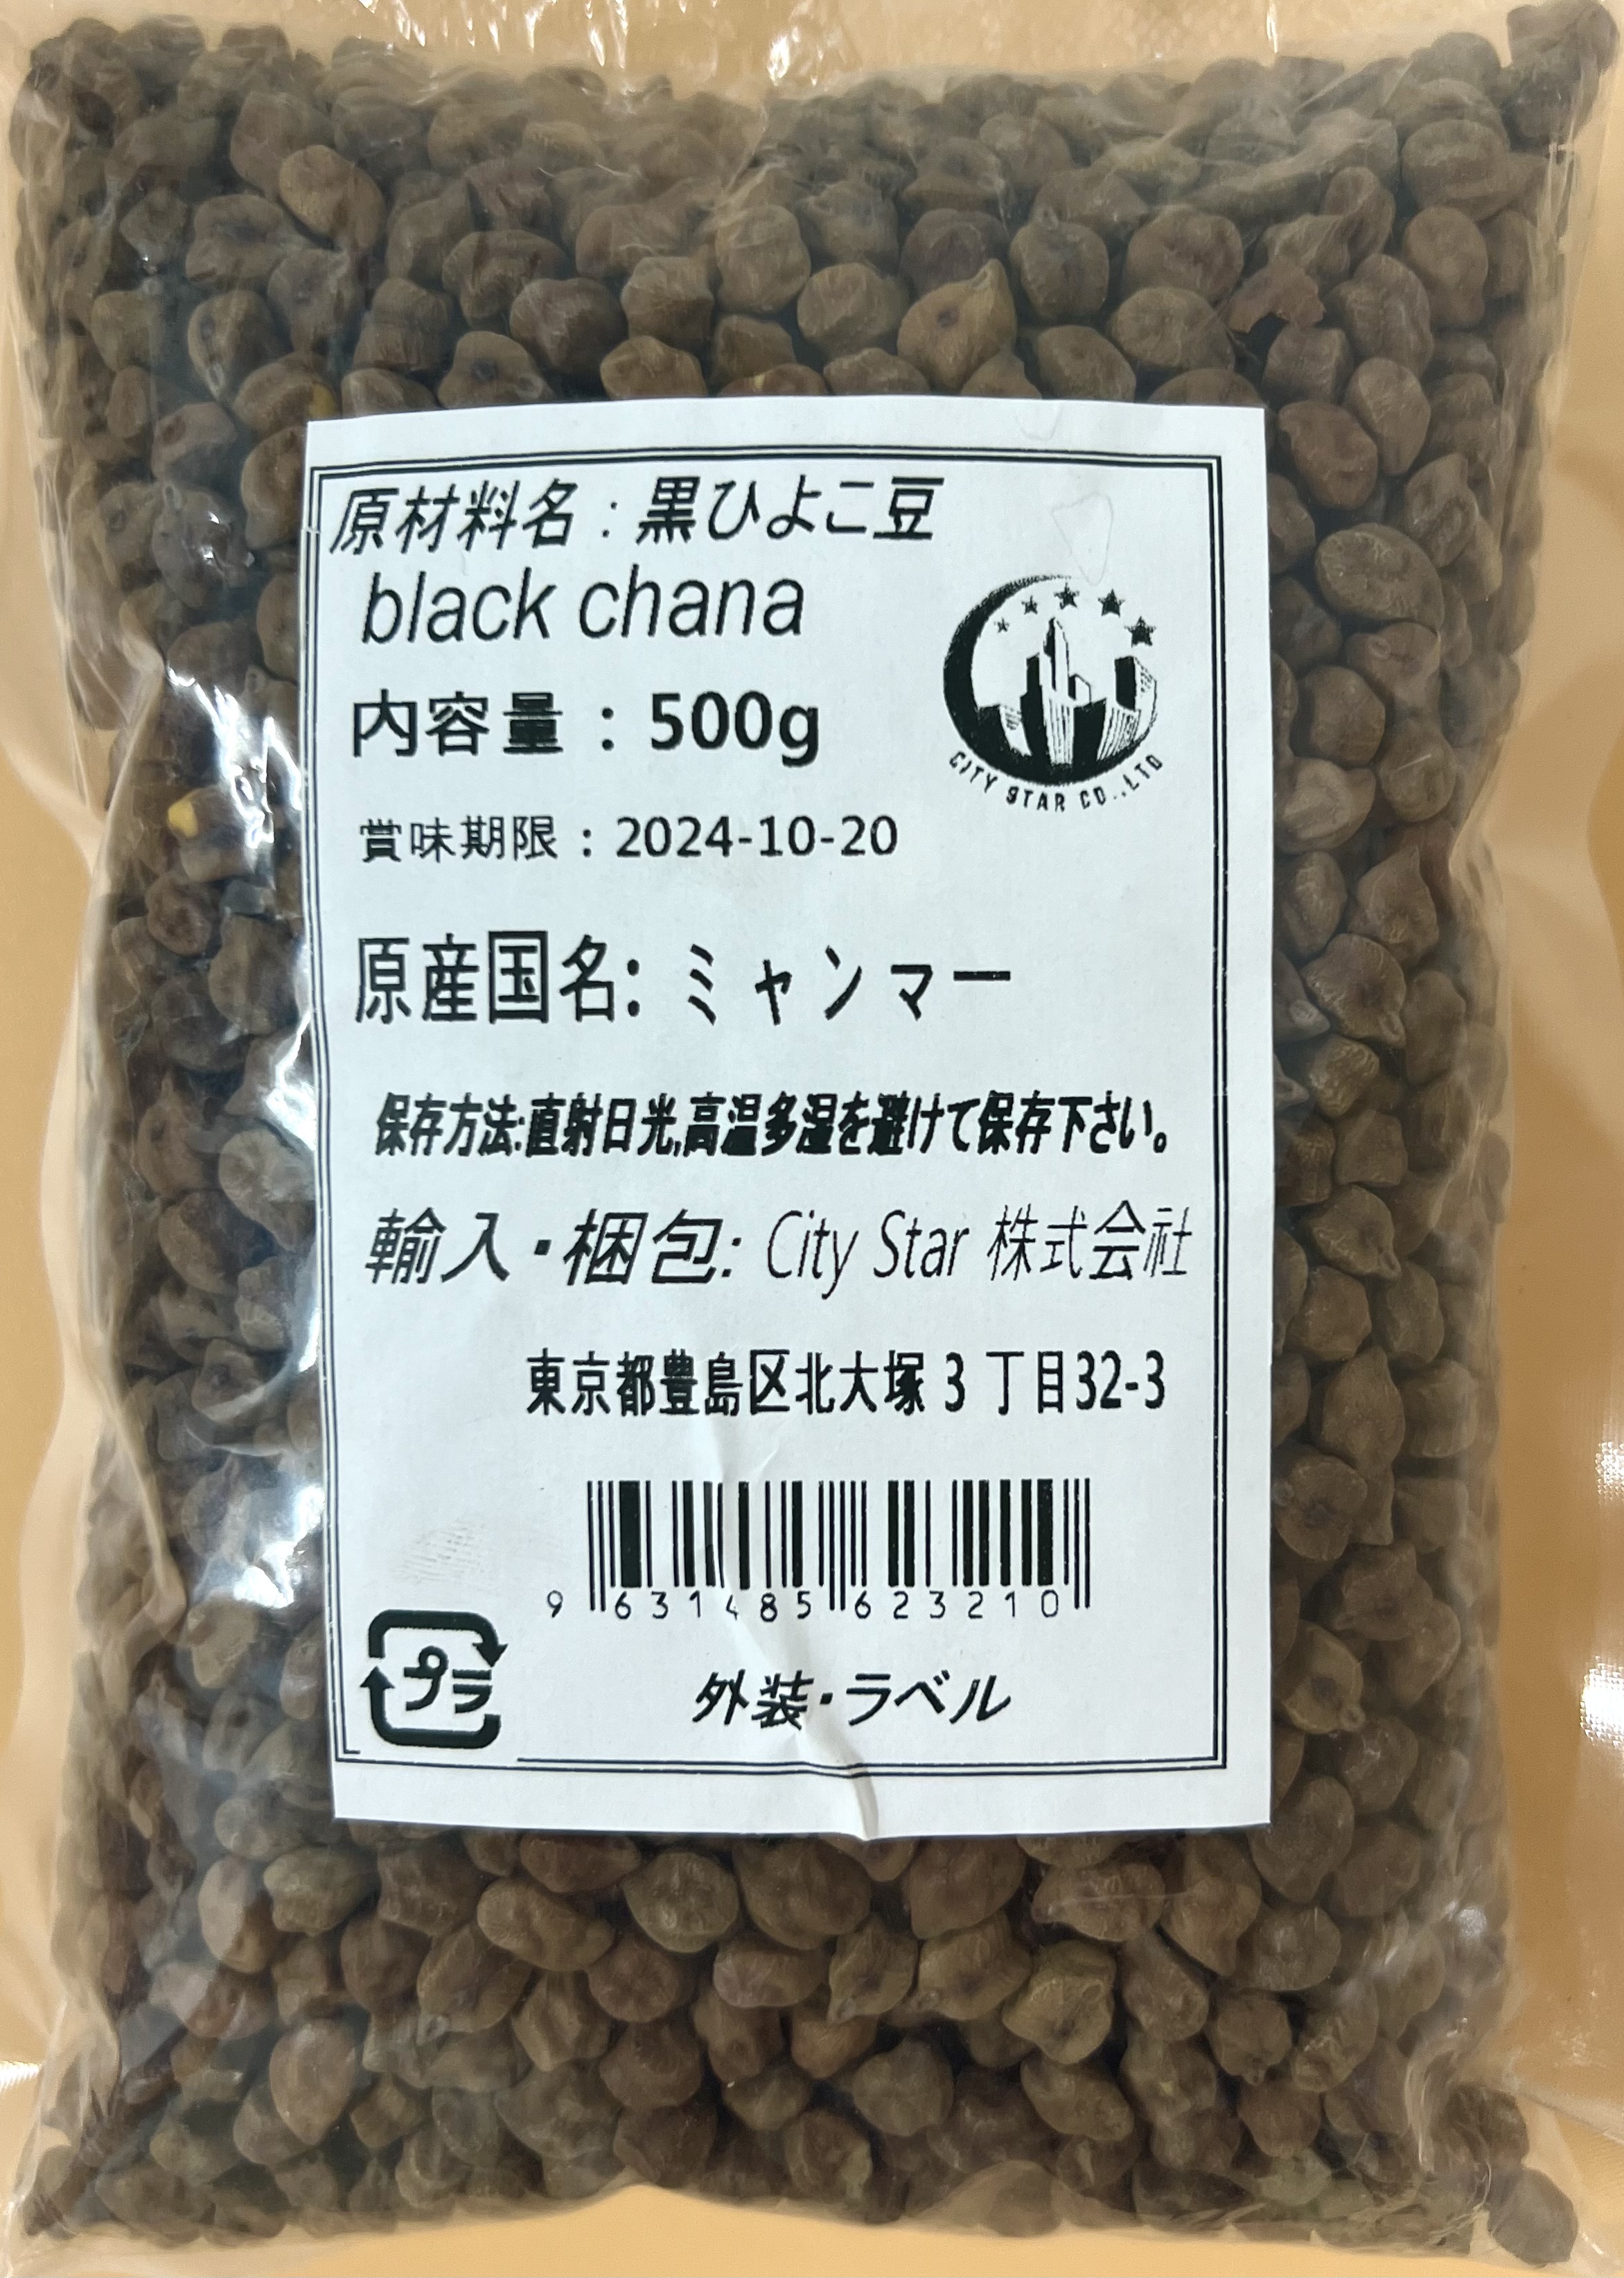 原材料名：黒ひよこ豆
black chana
CITY STAR CO.,LTD
内容量：500g
賞味期限：2024-10-20
原産国名: ミャンマー
保存方法:直射日光,高温多湿を避けて保存下さい。
輸入・梱包: City Star 株式会社
東京都豊島区北大塚3丁目32-3
9 631485 623210
プラ
外装・ラベル